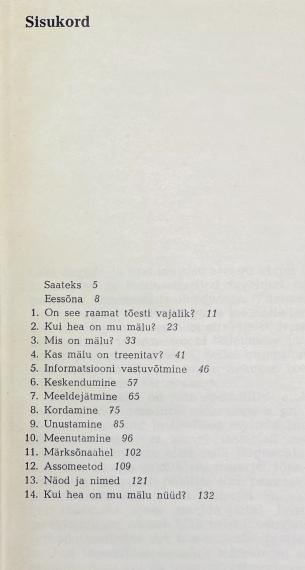 Sisukord
Saateks 5
Eessõna 8
1. On see raamat tõesti vajalik? 11
2. Kui hea on mu mälu? 23
3. Mis on mälu? 33
4. Kas mälu on treenitav? 41
5. Informatsiooni vastuvõtmine 46
6. Keskendumine 57
7. Meeldejätmine 65
8. Kordamine 75
9. Unustamine 85
10. Meenutamine 96
11. Märksõnaahel 102
12. Assomeetod 109
13. Näod ja nimed 121
14. Kui hea on mu mälu nüüd? 132